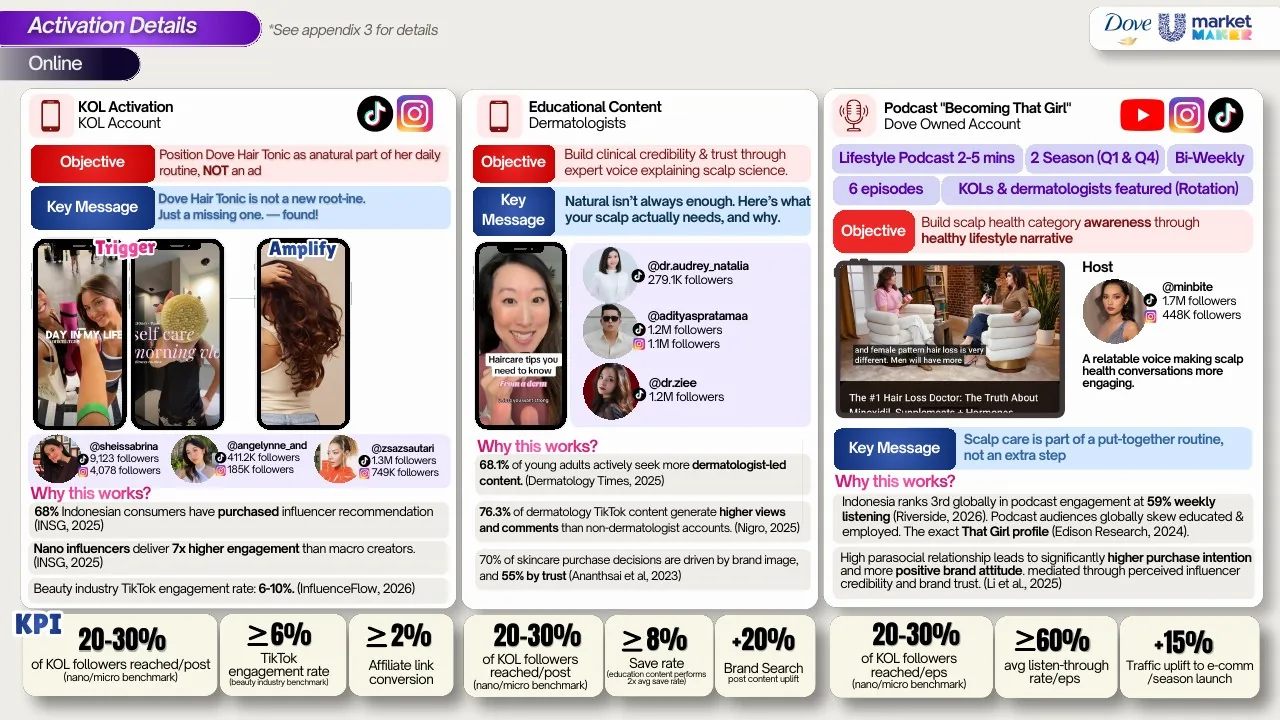 Activation Details
*See appendix 3 for details
Dove
market
MAKER
Online
KOL Activation
KOL Account
Objective
Position Dove Hair Tonic as anatural part of her daily
routine, NOT an ad
Key Message
Dove Hair Tonic is not a new root-ine.
Just a missing one. — found!
Trigger
Amplify
DAY IN MY LIFE
self care
morning vlo
@sheissabrina
9,123 followers
4,078 followers
@angelynne_and
411.2K followers
185K followers
@zsazsautari
1.3M followers
749K followers
Why this works?
68% Indonesian consumers have purchased influencer recommendation
(INSG, 2025)
Nano influencers deliver 7x higher engagement than macro creators.
(INSG, 2025)
Beauty industry TikTok engagement rate: 6-10%. (InfluenceFlow, 2026)
Educational Content
Dermatologists
Objective
Build clinical credibility & trust through
expert voice explaining scalp science.
Key
Message
Natural isn't always enough. Here's what
your scalp actually needs, and why.
Haircare tips you
need to know
From a derm
@dr.audrey_natalia
279.1K followers
@adityaspratamaa
1.2M followers
1.1M followers
@dr.ziee
1.2M followers
Why this works?
68.1% of young adults actively seek more dermatologist-led
content. (Dermatology Times, 2025)
76.3% of dermatology TikTok content generate higher views
and comments than non-dermatologist accounts. (Nigro, 2025)
70% of skincare purchase decisions are driven by brand image,
and 55% by trust (Ananthsai et al, 2023)
Podcast "Becoming That Girl"
Dove Owned Account
Lifestyle Podcast 2-5 mins
2 Season (Q1 & Q4)
Bi-Weekly
6 episodes
KOLs & dermatologists featured (Rotation)
Objective
Build scalp health category awareness through
healthy lifestyle narrative
and female pattern hair loss is very
different. Men will have more
The #1 Hair Loss Doctor: The Truth About
Minoxidil, Supplements + Hormones
Host
@minbite
1.7M followers
448K followers
A relatable voice making scalp
health conversations more
engaging.
Key Message
Scalp care is part of a put-together routine,
not an extra step
Why this works?
Indonesia ranks 3rd globally in podcast engagement at 59% weekly
listening (Riverside, 2026). Podcast audiences globally skew educated &
employed. The exact That Girl profile (Edison Research, 2024).
High parasocial relationship leads to significantly higher purchase intention
and more positive brand attitude, mediated through perceived influencer
credibility and brand trust. (Li et al., 2025)
KPI
20-30%
of KOL followers reached/post
(nano/micro benchmark)
≥6%
TikTok
engagement rate
(beauty industry benchmark)
≥2%
Affiliate link
conversion
20-30%
of KOL followers
reached/post
(nano/micro benchmark)
≥8%
Save rate
(education content performs
2x avg save rate)
+20%
Brand Search
post content uplift
20-30%
of KOL followers
reached/eps
(nano/micro benchmark)
≥60%
avg listen-through
rate/eps
+15%
Traffic uplift to e-comm
/season launch